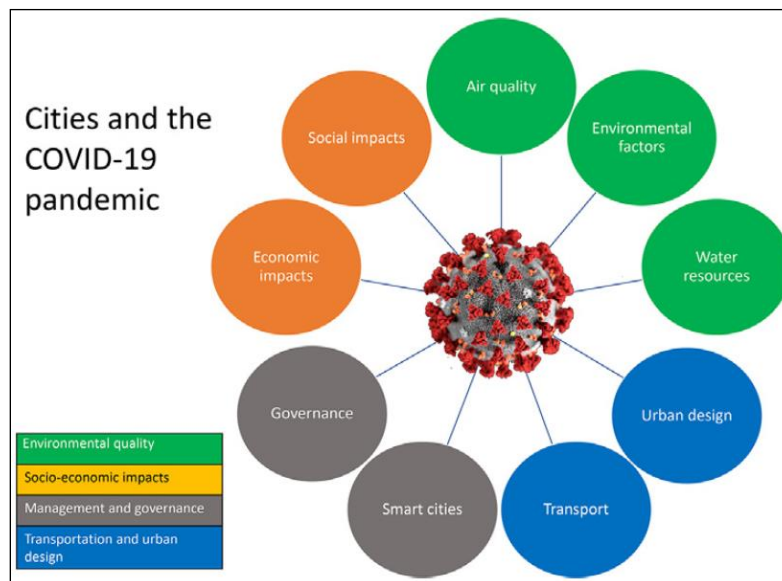 Cities and the
COVID-19
pandemic
Air quality
Environmental
factors
Water
resources
Urban design
Transport
Smart cities
Governance
Economic
impacts
Social impacts
Environmental quality
Socio-economic impacts
Management and governance
Transportation and urban
design